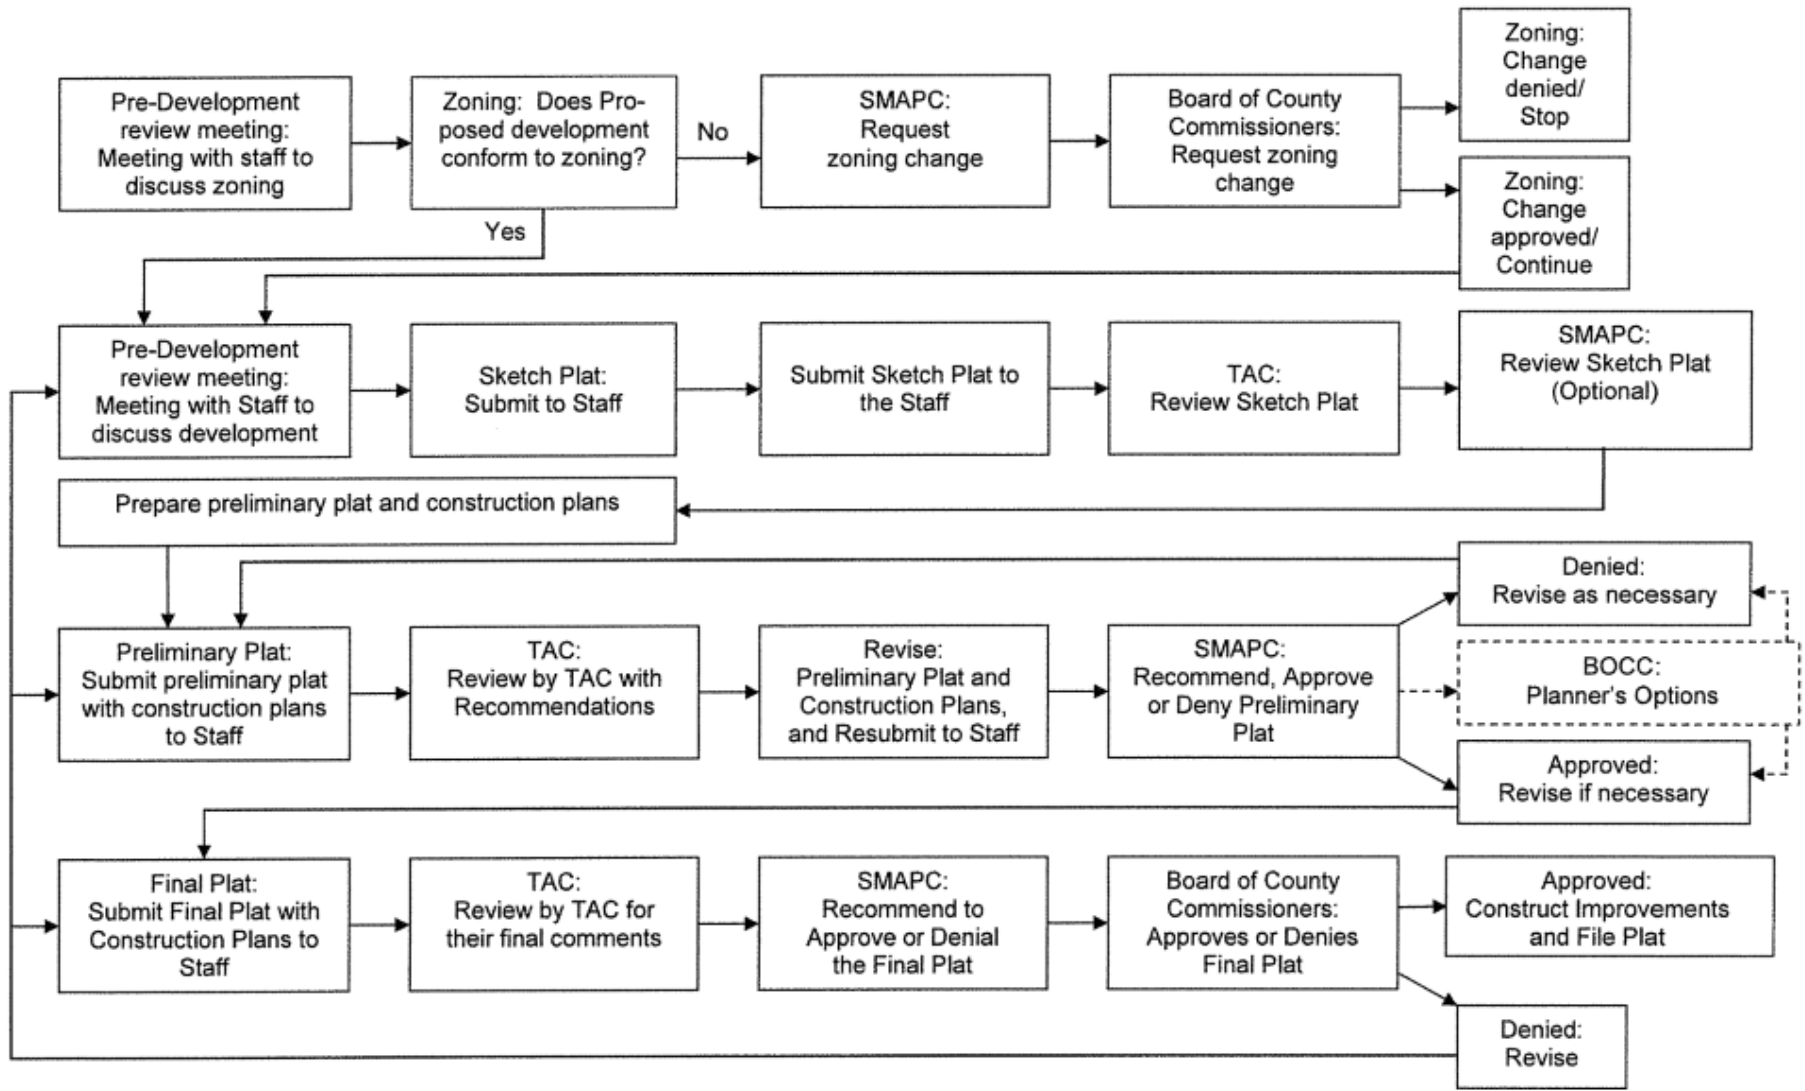 Pre-Development
review meeting:
Meeting with staff to
discuss zoning
Zoning:  Does Pro-
posed development
conform to zoning?
No
Yes
SMAPC:
Request
zoning change
Board of County
Commissioners:
Request zoning
change
Zoning:
Change
denied/
Stop
Zoning:
Change
approved/
Continue
Pre-Development
review meeting:
Meeting with Staff to
discuss development
Sketch Plat:
Submit to Staff
Submit Sketch Plat to
the Staff
TAC:
Review Sketch Plat
SMAPC:
Review Sketch Plat
(Optional)
Prepare preliminary plat and construction plans
Preliminary Plat:
Submit preliminary plat
with construction plans
to Staff
TAC:
Review by TAC with
Recommendations
Revise:
Preliminary Plat and
Construction Plans,
and Resubmit to Staff
SMAPC:
Recommend, Approve
or Deny Preliminary
Plat
Denied:
Revise as necessary
BOCC:
Planner's Options
Approved:
Revise if necessary
Final Plat:
Submit Final Plat with
Construction Plans to
Staff
TAC:
Review by TAC for
their final comments
SMAPC:
Recommend to
Approve or Denial
the Final Plat
Board of County
Commissioners:
Approves or Denies
Final Plat
Approved:
Construct Improvements
and File Plat
Denied:
Revise